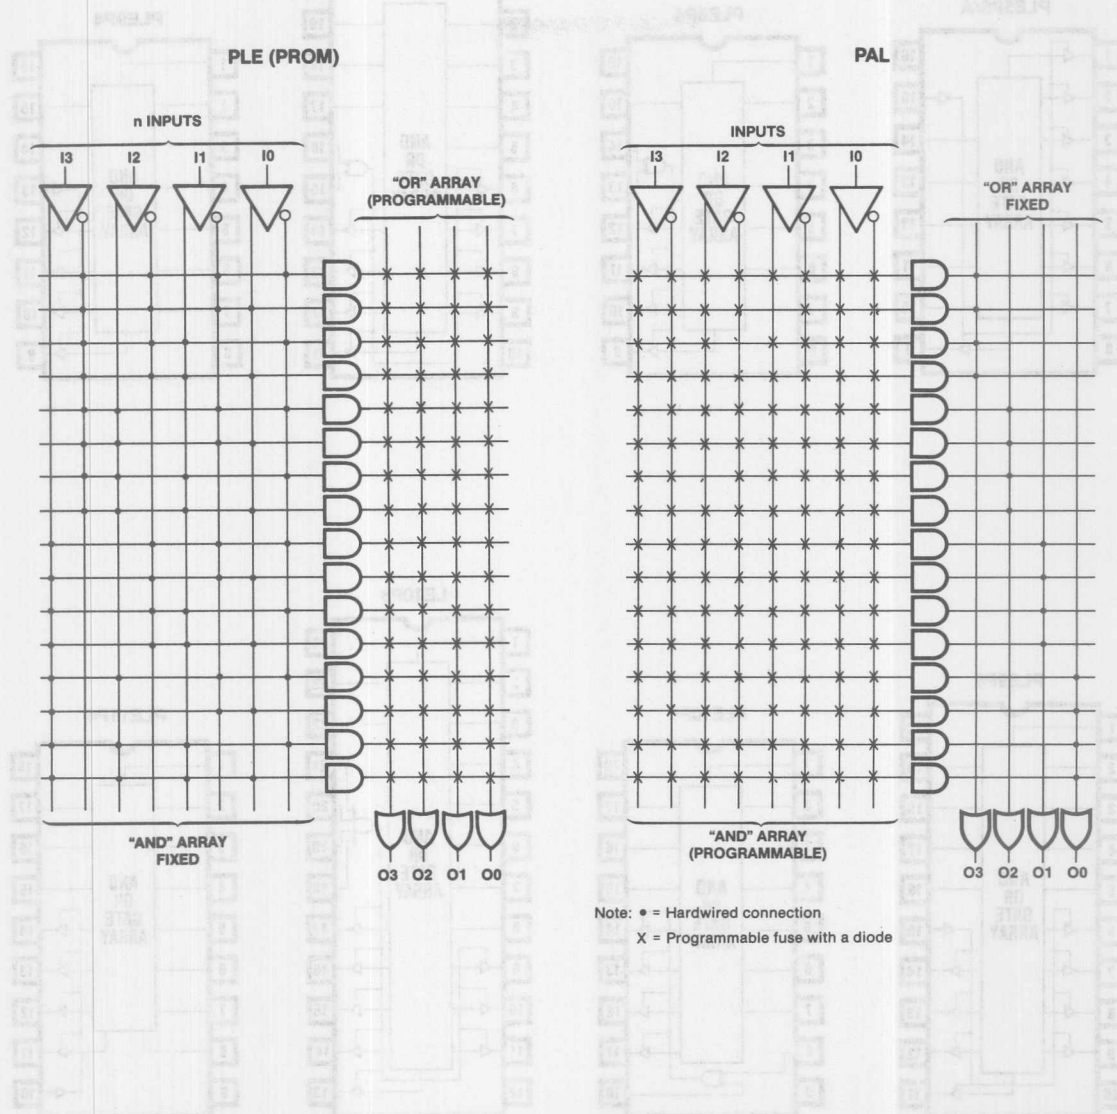 PLE (PROM)
n INPUTS
I3 I2 I1 I0
“OR” ARRAY
(PROGRAMMABLE)
“AND” ARRAY
FIXED
O3 O2 O1 O0
PAL
INPUTS
I3 I2 I1 I0
“OR” ARRAY
FIXED
“AND” ARRAY
(PROGRAMMABLE)
O3 O2 O1 O0
Note: • = Hardwired connection
X = Programmable fuse with a diode